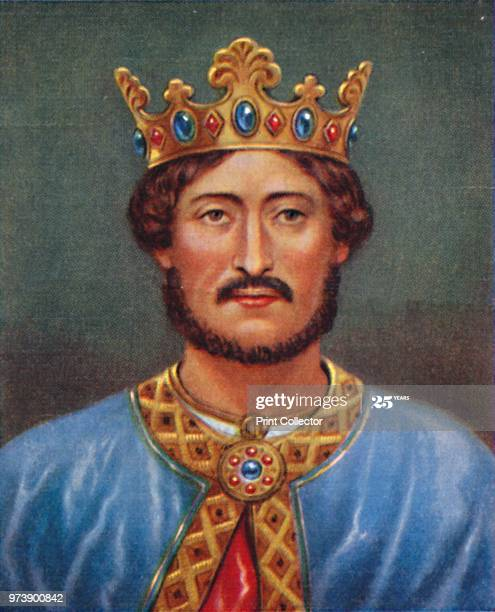 gettyimages
25 YEARS
Print Collector
973900842